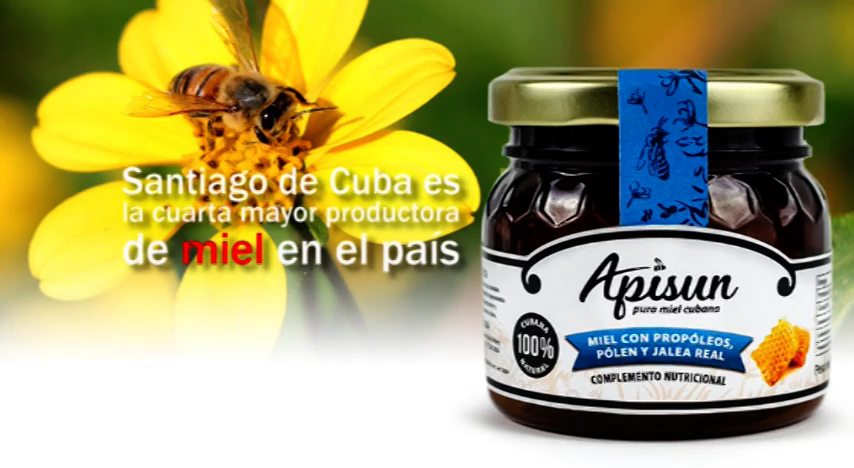 Santiago de Cuba es
la cuarta mayor productora
de miel en el país
Apisun
pura miel cubana
CUBANA
100%
NATURAL
MIEL CON PROPÓLEOS,
PÓLEN Y JALEA REAL
COMPLEMENTO NUTRICIONAL